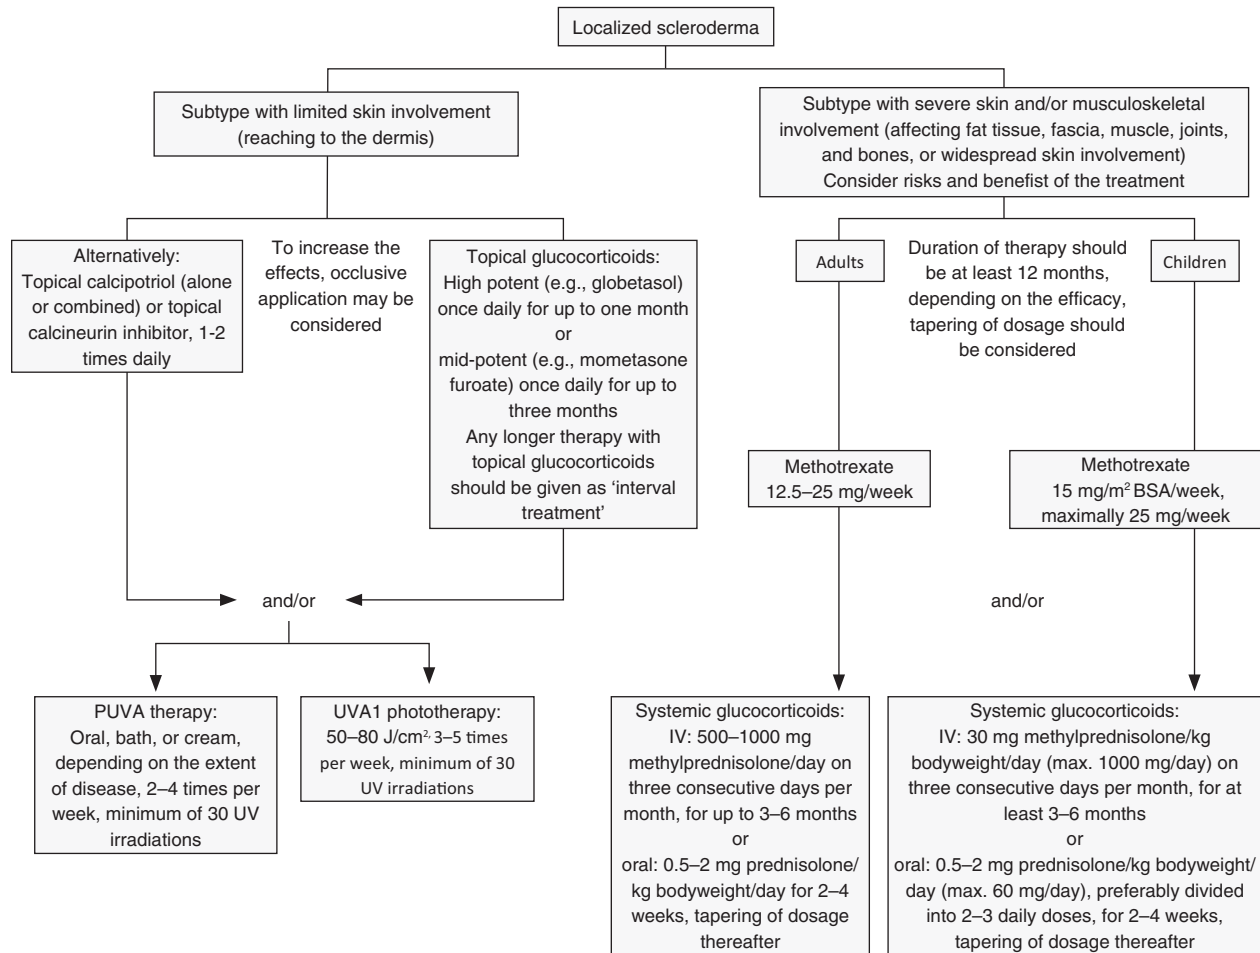 Localized scleroderma
Subtype with limited skin involvement
(reaching to the dermis)
Subtype with severe skin and/or musculoskeletal
involvement (affecting fat tissue, fascia, muscle, joints,
and bones, or widespread skin involvement)
Consider risks and benefist of the treatment
Alternatively:
Topical calcipotriol (alone
or combined) or topical
calcineurin inhibitor, 1-2
times daily
To increase the
effects, occlusive
application may be
considered
Topical glucocorticoids:
High potent (e.g., globetasol)
once daily for up to one month
or
mid-potent (e.g., mometasone
furoate) once daily for up to
three months
Any longer therapy with
topical glucocorticoids
should be given as ‘interval
treatment’
Adults
Duration of therapy should
be at least 12 months,
depending on the efficacy,
tapering of dosage should
be considered
Children
Methotrexate
12.5–25 mg/week
Methotrexate
15 mg/m² BSA/week,
maximally 25 mg/week
and/or
and/or
PUVA therapy:
Oral, bath, or cream,
depending on the extent
of disease, 2–4 times per
week, minimum of 30 UV
irradiations
UVA1 phototherapy:
50–80 J/cm², 3–5 times
per week, minimum of 30
UV irradiations
Systemic glucocorticoids:
IV: 500–1000 mg
methylprednisolone/day on
three consecutive days per
month, for up to 3–6 months
or
oral: 0.5–2 mg prednisolone/
kg bodyweight/day for 2–4
weeks, tapering of dosage
thereafter
Systemic glucocorticoids:
IV: 30 mg methylprednisolone/kg
bodyweight/day (max. 1000 mg/day) on
three consecutive days per month, for at
least 3–6 months
or
oral: 0.5–2 mg prednisolone/kg bodyweight/
day (max. 60 mg/day), preferably divided
into 2–3 daily doses, for 2–4 weeks,
tapering of dosage thereafter